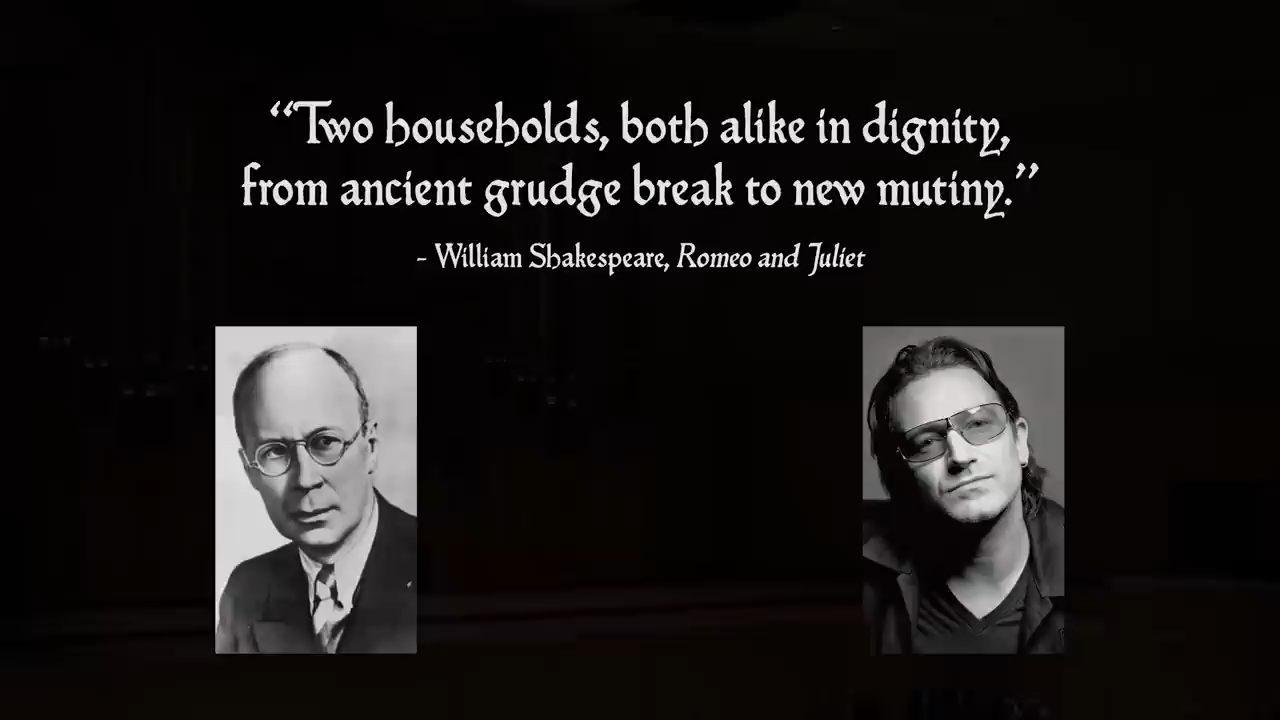 “Two households, both alike in dignity,
from ancient grudge break to new mutiny.”
- William Shakespeare, Romeo and Juliet